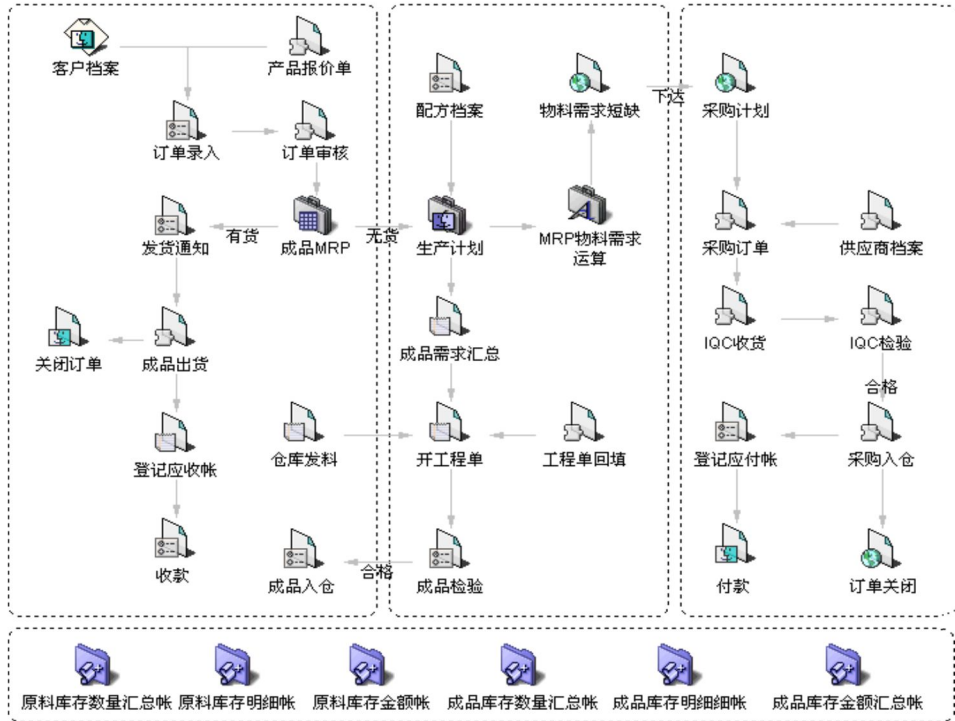 客户档案
产品报价单
配方档案
物料需求短缺
下达
采购计划
订单录入
订单审核
发货通知
有货
成品MRP
无货
生产计划
MRP物料需求
运算
采购订单
供应商档案
关闭订单
成品出货
成品需求汇总
IQC收货
IQC检验
合格
登记应收帐
仓库发料
开工程单
工程单回填
登记应付帐
采购入仓
收款
成品入仓
合格
成品检验
付款
订单关闭
原料库存数量汇总帐
原料库存明细帐
原料库存金额帐
成品库存数量汇总帐
成品库存明细细帐
成品库存金额汇总帐